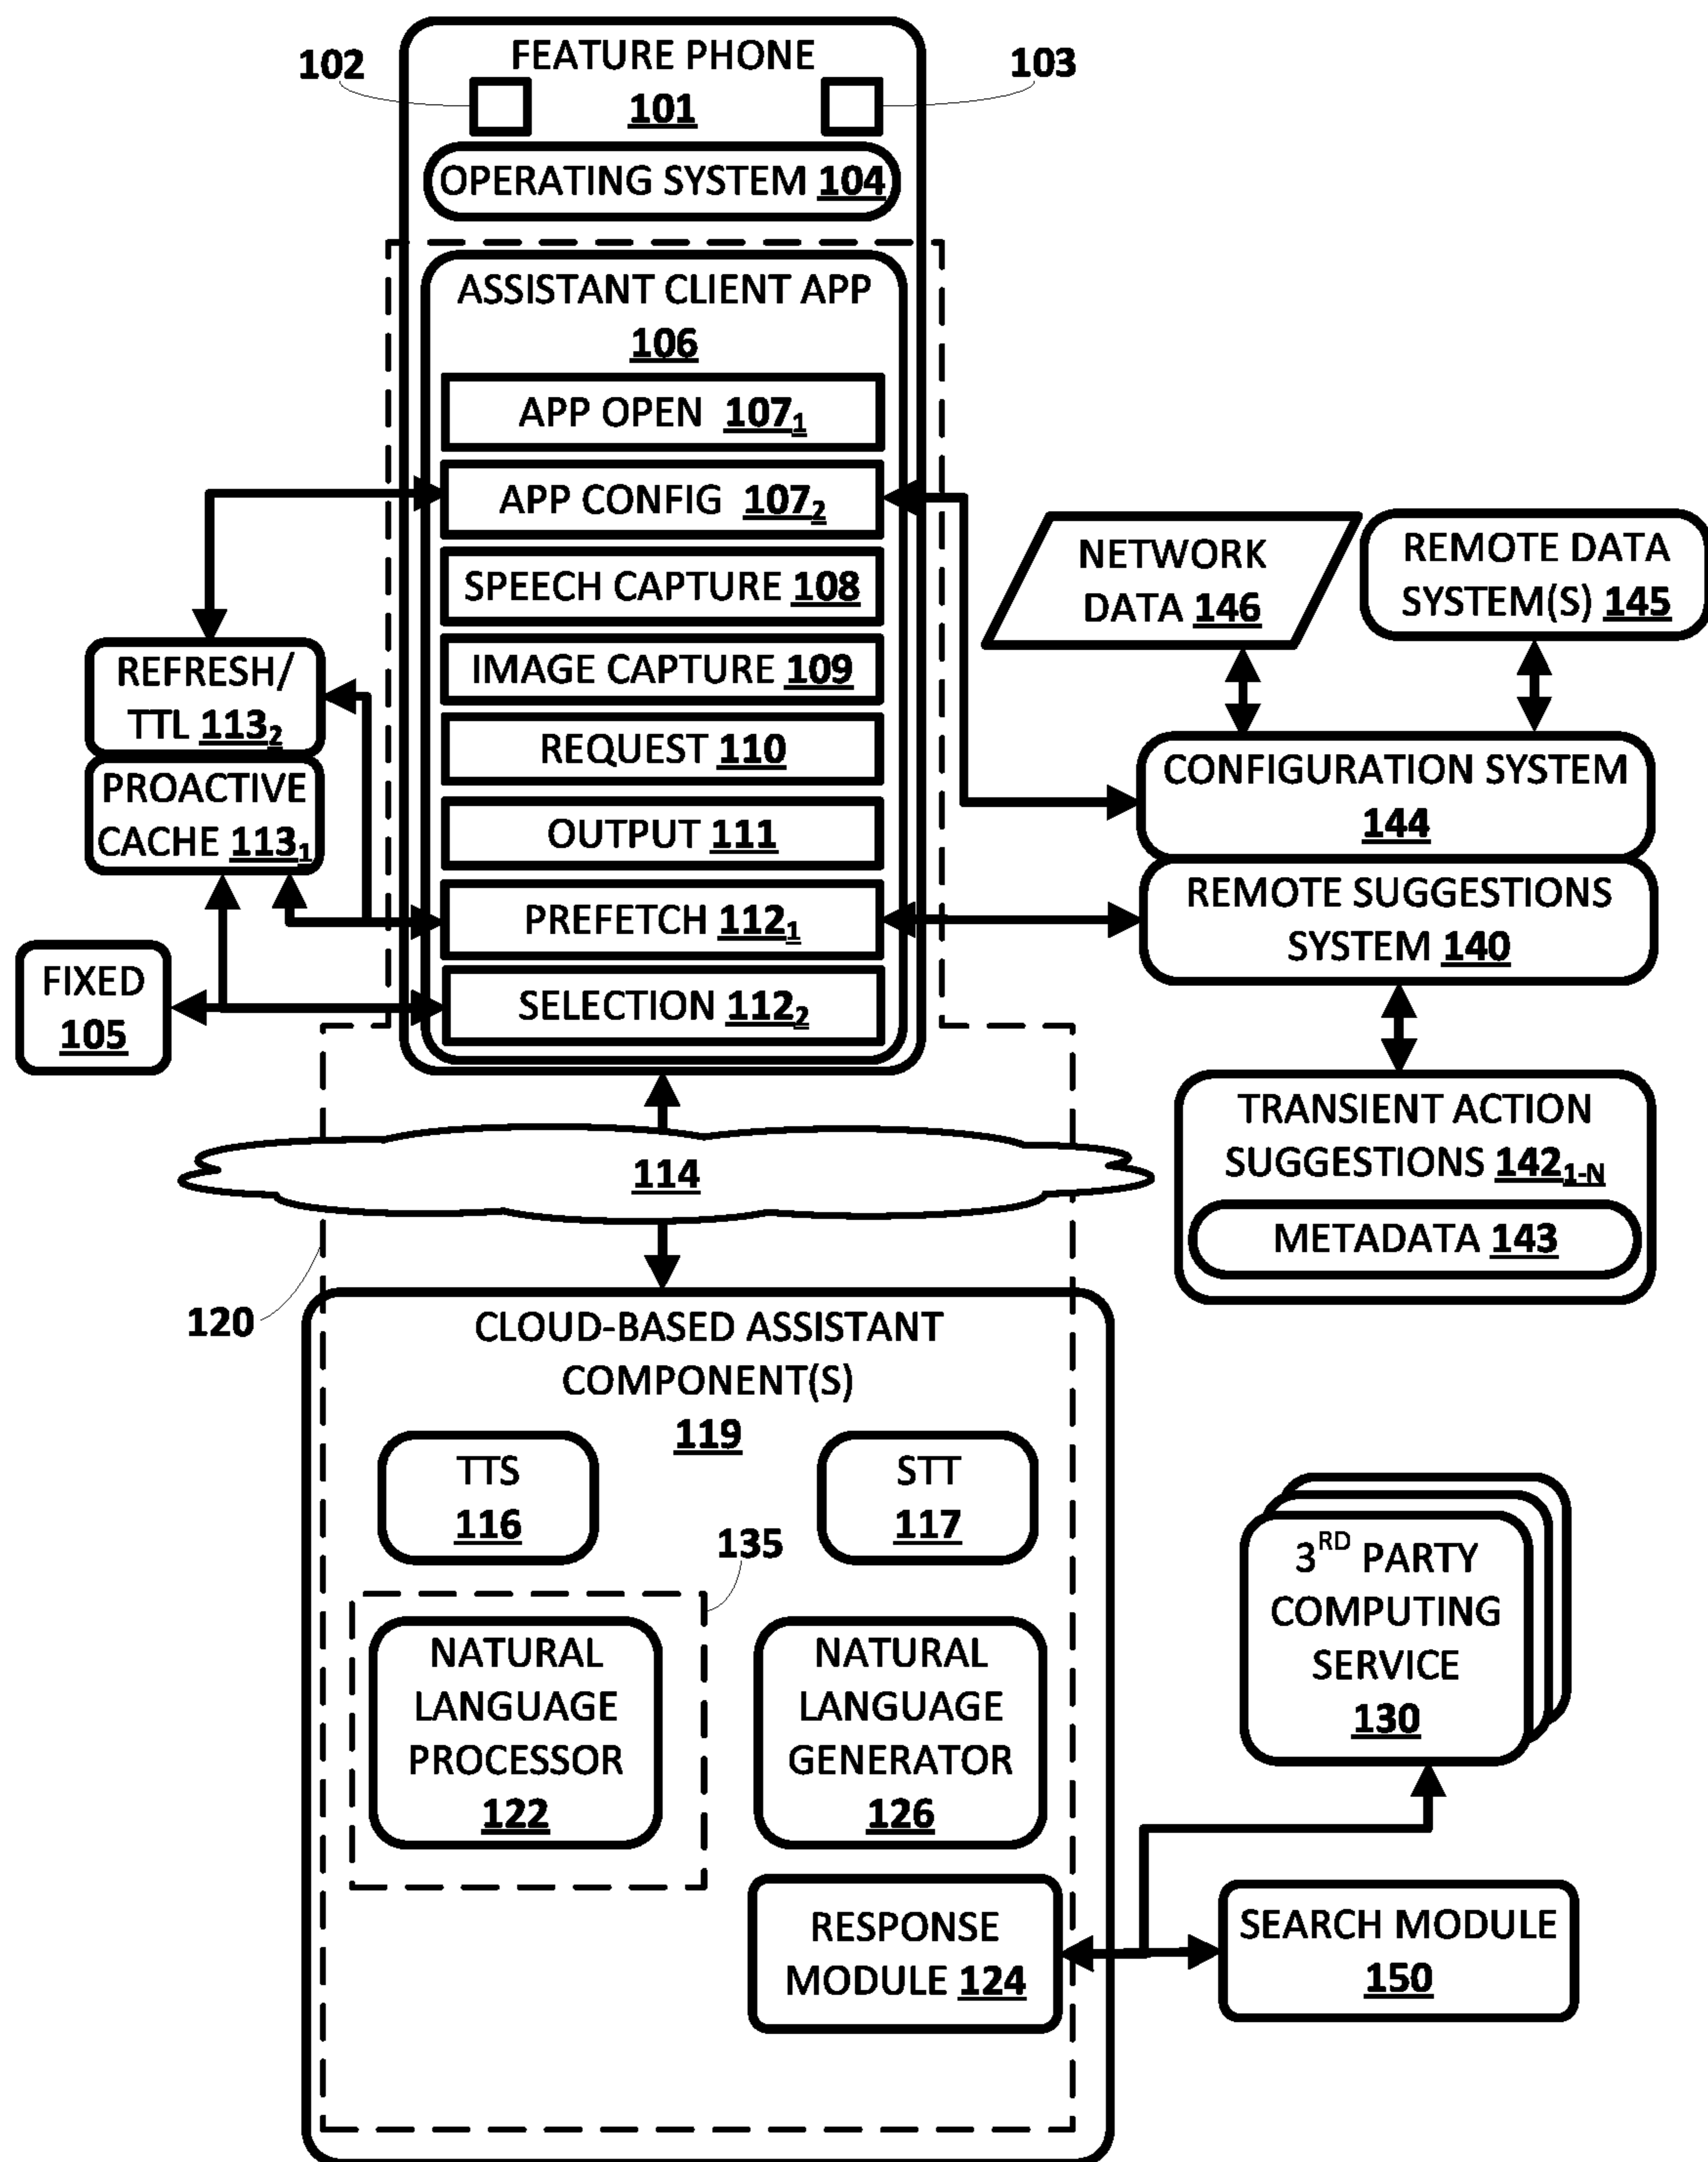 FEATURE PHONE
101
102
103
OPERATING SYSTEM 104
ASSISTANT CLIENT APP
106
APP OPEN 107₁
APP CONFIG 107₂
SPEECH CAPTURE 108
IMAGE CAPTURE 109
REQUEST 110
OUTPUT 111
PREFETCH 112₁
SELECTION 112₂
REFRESH/
TTL 113₂
PROACTIVE
CACHE 113₁
FIXED
105
NETWORK
DATA 146
REMOTE DATA
SYSTEM(S) 145
CONFIGURATION SYSTEM
144
REMOTE SUGGESTIONS
SYSTEM 140
TRANSIENT ACTION
SUGGESTIONS 142₁₋N
METADATA 143
114
120
CLOUD-BASED ASSISTANT
COMPONENT(S)
119
TTS
116
STT
117
135
NATURAL
LANGUAGE
PROCESSOR
122
NATURAL
LANGUAGE
GENERATOR
126
RESPONSE
MODULE 124
3RD PARTY
COMPUTING
SERVICE
130
SEARCH MODULE
150